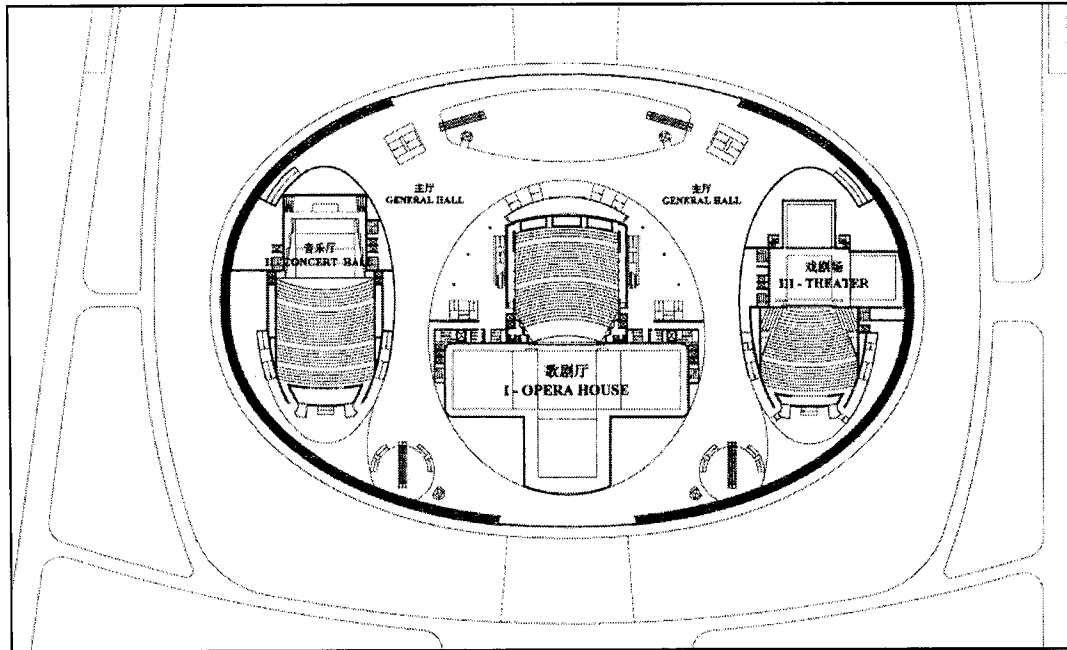 主厅
GENERAL HALL
主厅
GENERAL HALL
音乐厅
II - CONCERT HALL
戏剧场
III - THEATER
歌剧厅
I - OPERA HOUSE